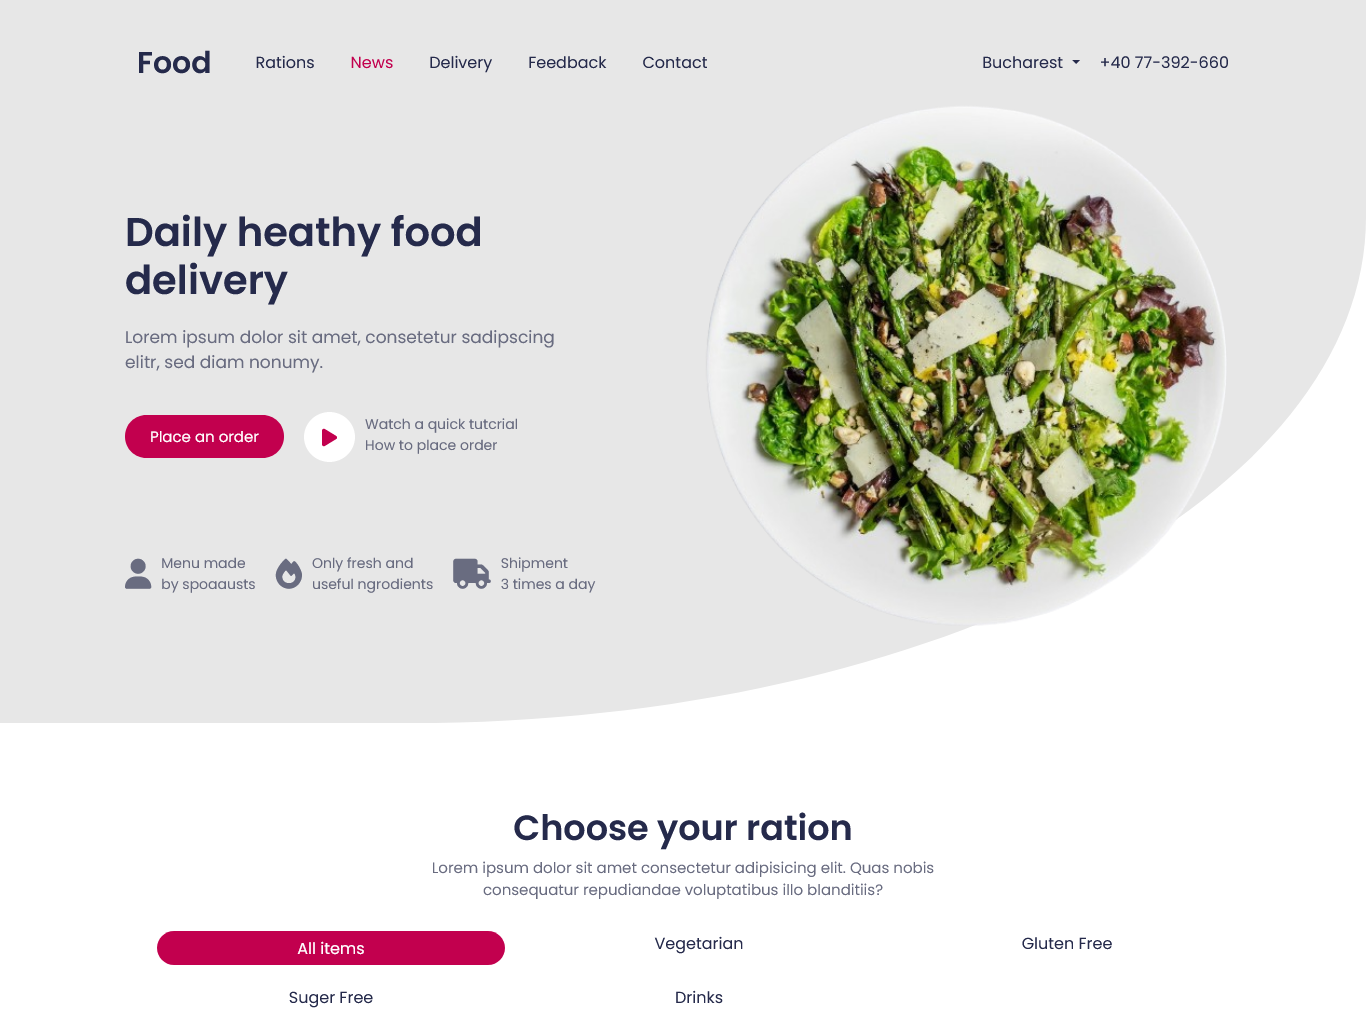 Food
Rations
News
Delivery
Feedback
Contact
Bucharest
+40 77-392-660
Daily heathy food
delivery
Lorem ipsum dolor sit amet, consetetur sadipscing
elitr, sed diam nonumy.
Place an order
Watch a quick tutcrial
How to place order
Menu made
by spoaausts
Only fresh and
useful ngrodients
Shipment
3 times a day
Choose your ration
Lorem ipsum dolor sit amet consectetur adipisicing elit. Quas nobis
consequatur repudiandae voluptatibus illo blanditiis?
All items
Vegetarian
Gluten Free
Suger Free
Drinks